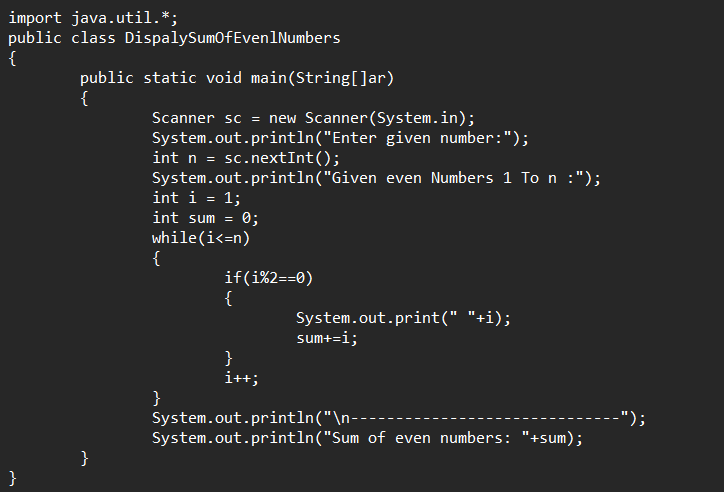 import java.util.*;
public class DispalySumOfEvenlNumbers
{
        public static void main(String[]ar)
        {
                Scanner sc = new Scanner(System.in);
                System.out.println("Enter given number:");
                int n = sc.nextInt();
                System.out.println("Given even Numbers 1 To n :");
                int i = 1;
                int sum = 0;
                while(i<=n)
                {
                        if(i%2==0)
                        {
                                System.out.print(" "+i);
                                sum+=i;
                        }
                        i++;
                }
                System.out.println("\n------------------------------");
                System.out.println("Sum of even numbers: "+sum);
        }
}